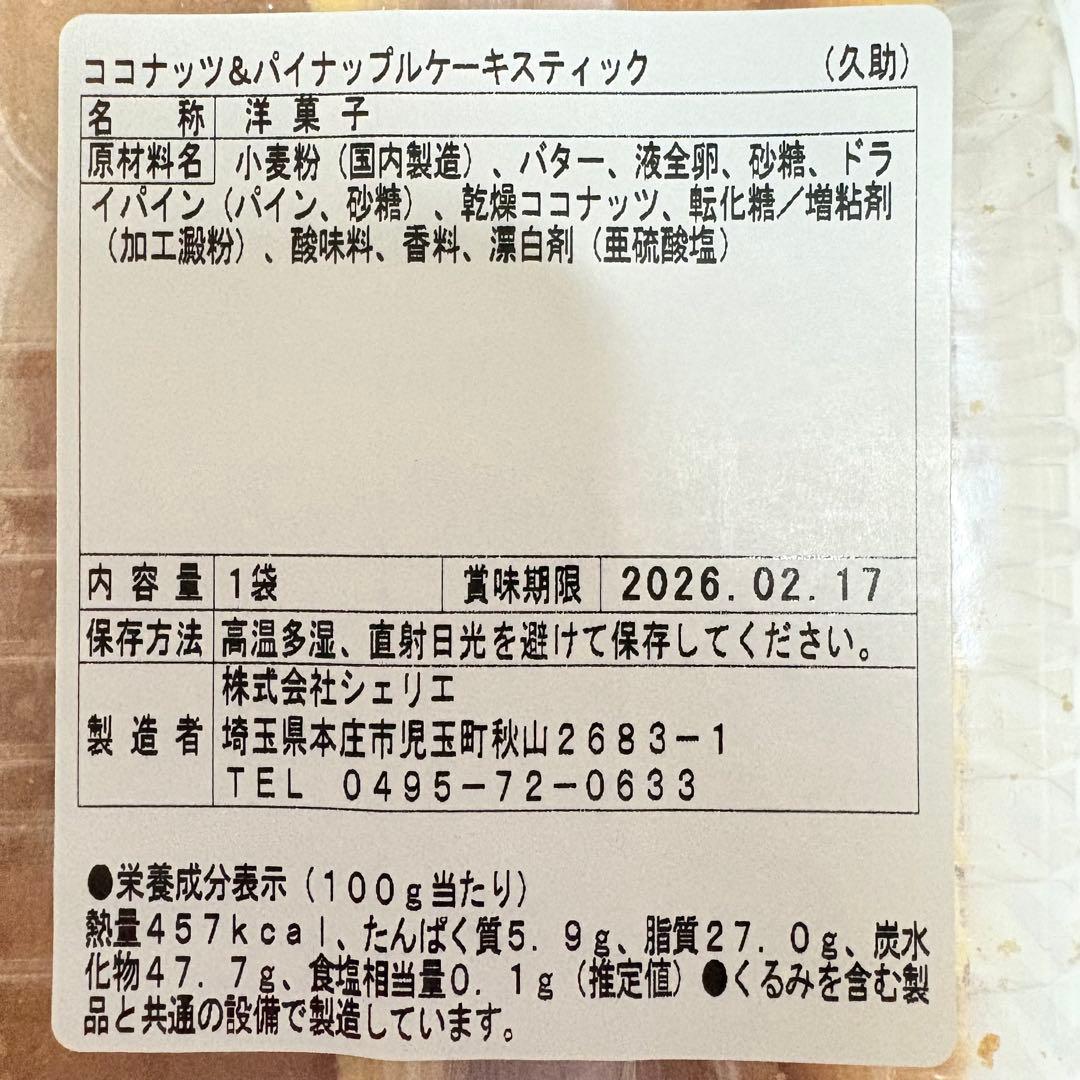 ココナッツ&パイナップルケーキスティック （久助）
名称 洋菓子
原材料名 小麦粉（国内製造）、バター、液全卵、砂糖、ドラ
イパイン（パイン、砂糖）、乾燥ココナッツ、転化糖／増粘剤
（加工澱粉）、酸味料、香料、漂白剤（亜硫酸塩）
内容量 1袋 賞味期限 2026.02.17
保存方法 高温多湿、直射日光を避けて保存してください。
株式会社シェリエ
製造者 埼玉県本庄市児玉町秋山２６８３－１
ＴＥＬ ０４９５－７２－０６３３
●栄養成分表示（１００ｇ当たり）
熱量４５７ｋｃａｌ、たんぱく質５．９ｇ、脂質２７．０ｇ、炭水
化物４７．７ｇ、食塩相当量０．１ｇ（推定値）●くるみを含む製
品と共通の設備で製造しています。